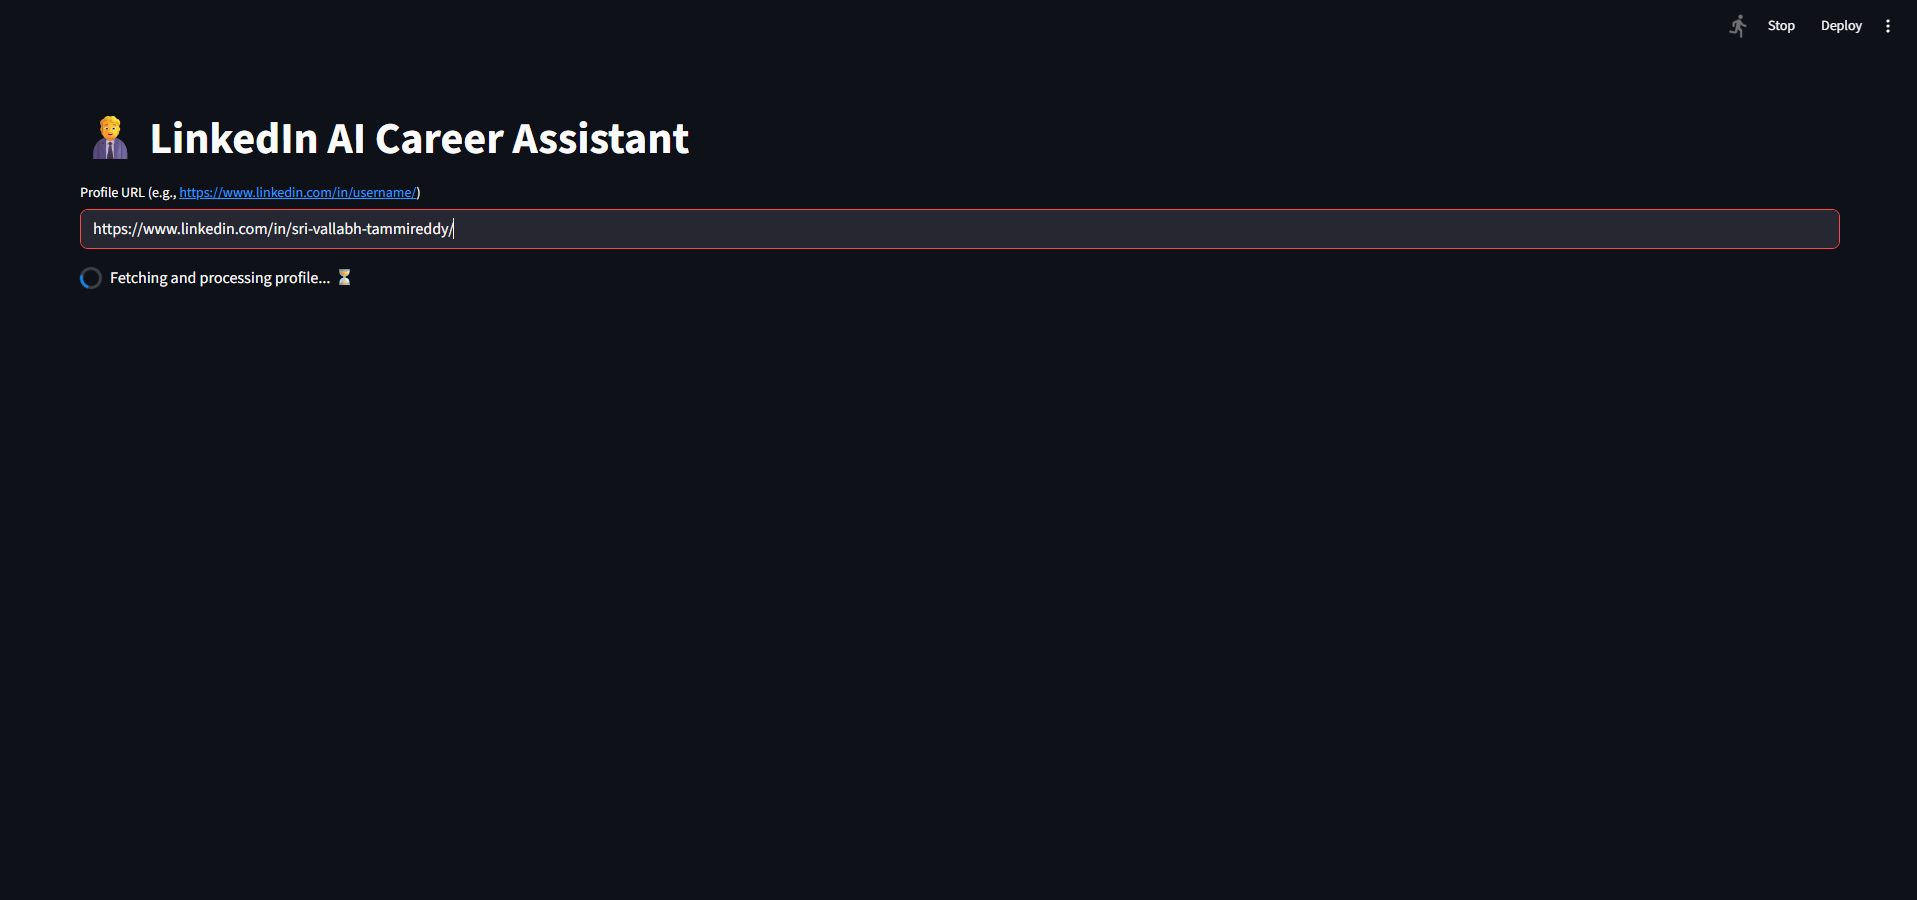 Stop Deploy
LinkedIn AI Career Assistant
Profile URL (e.g., https://www.linkedin.com/in/username/)
https://www.linkedin.com/in/sri-vallabh-tammireddy/
Fetching and processing profile...